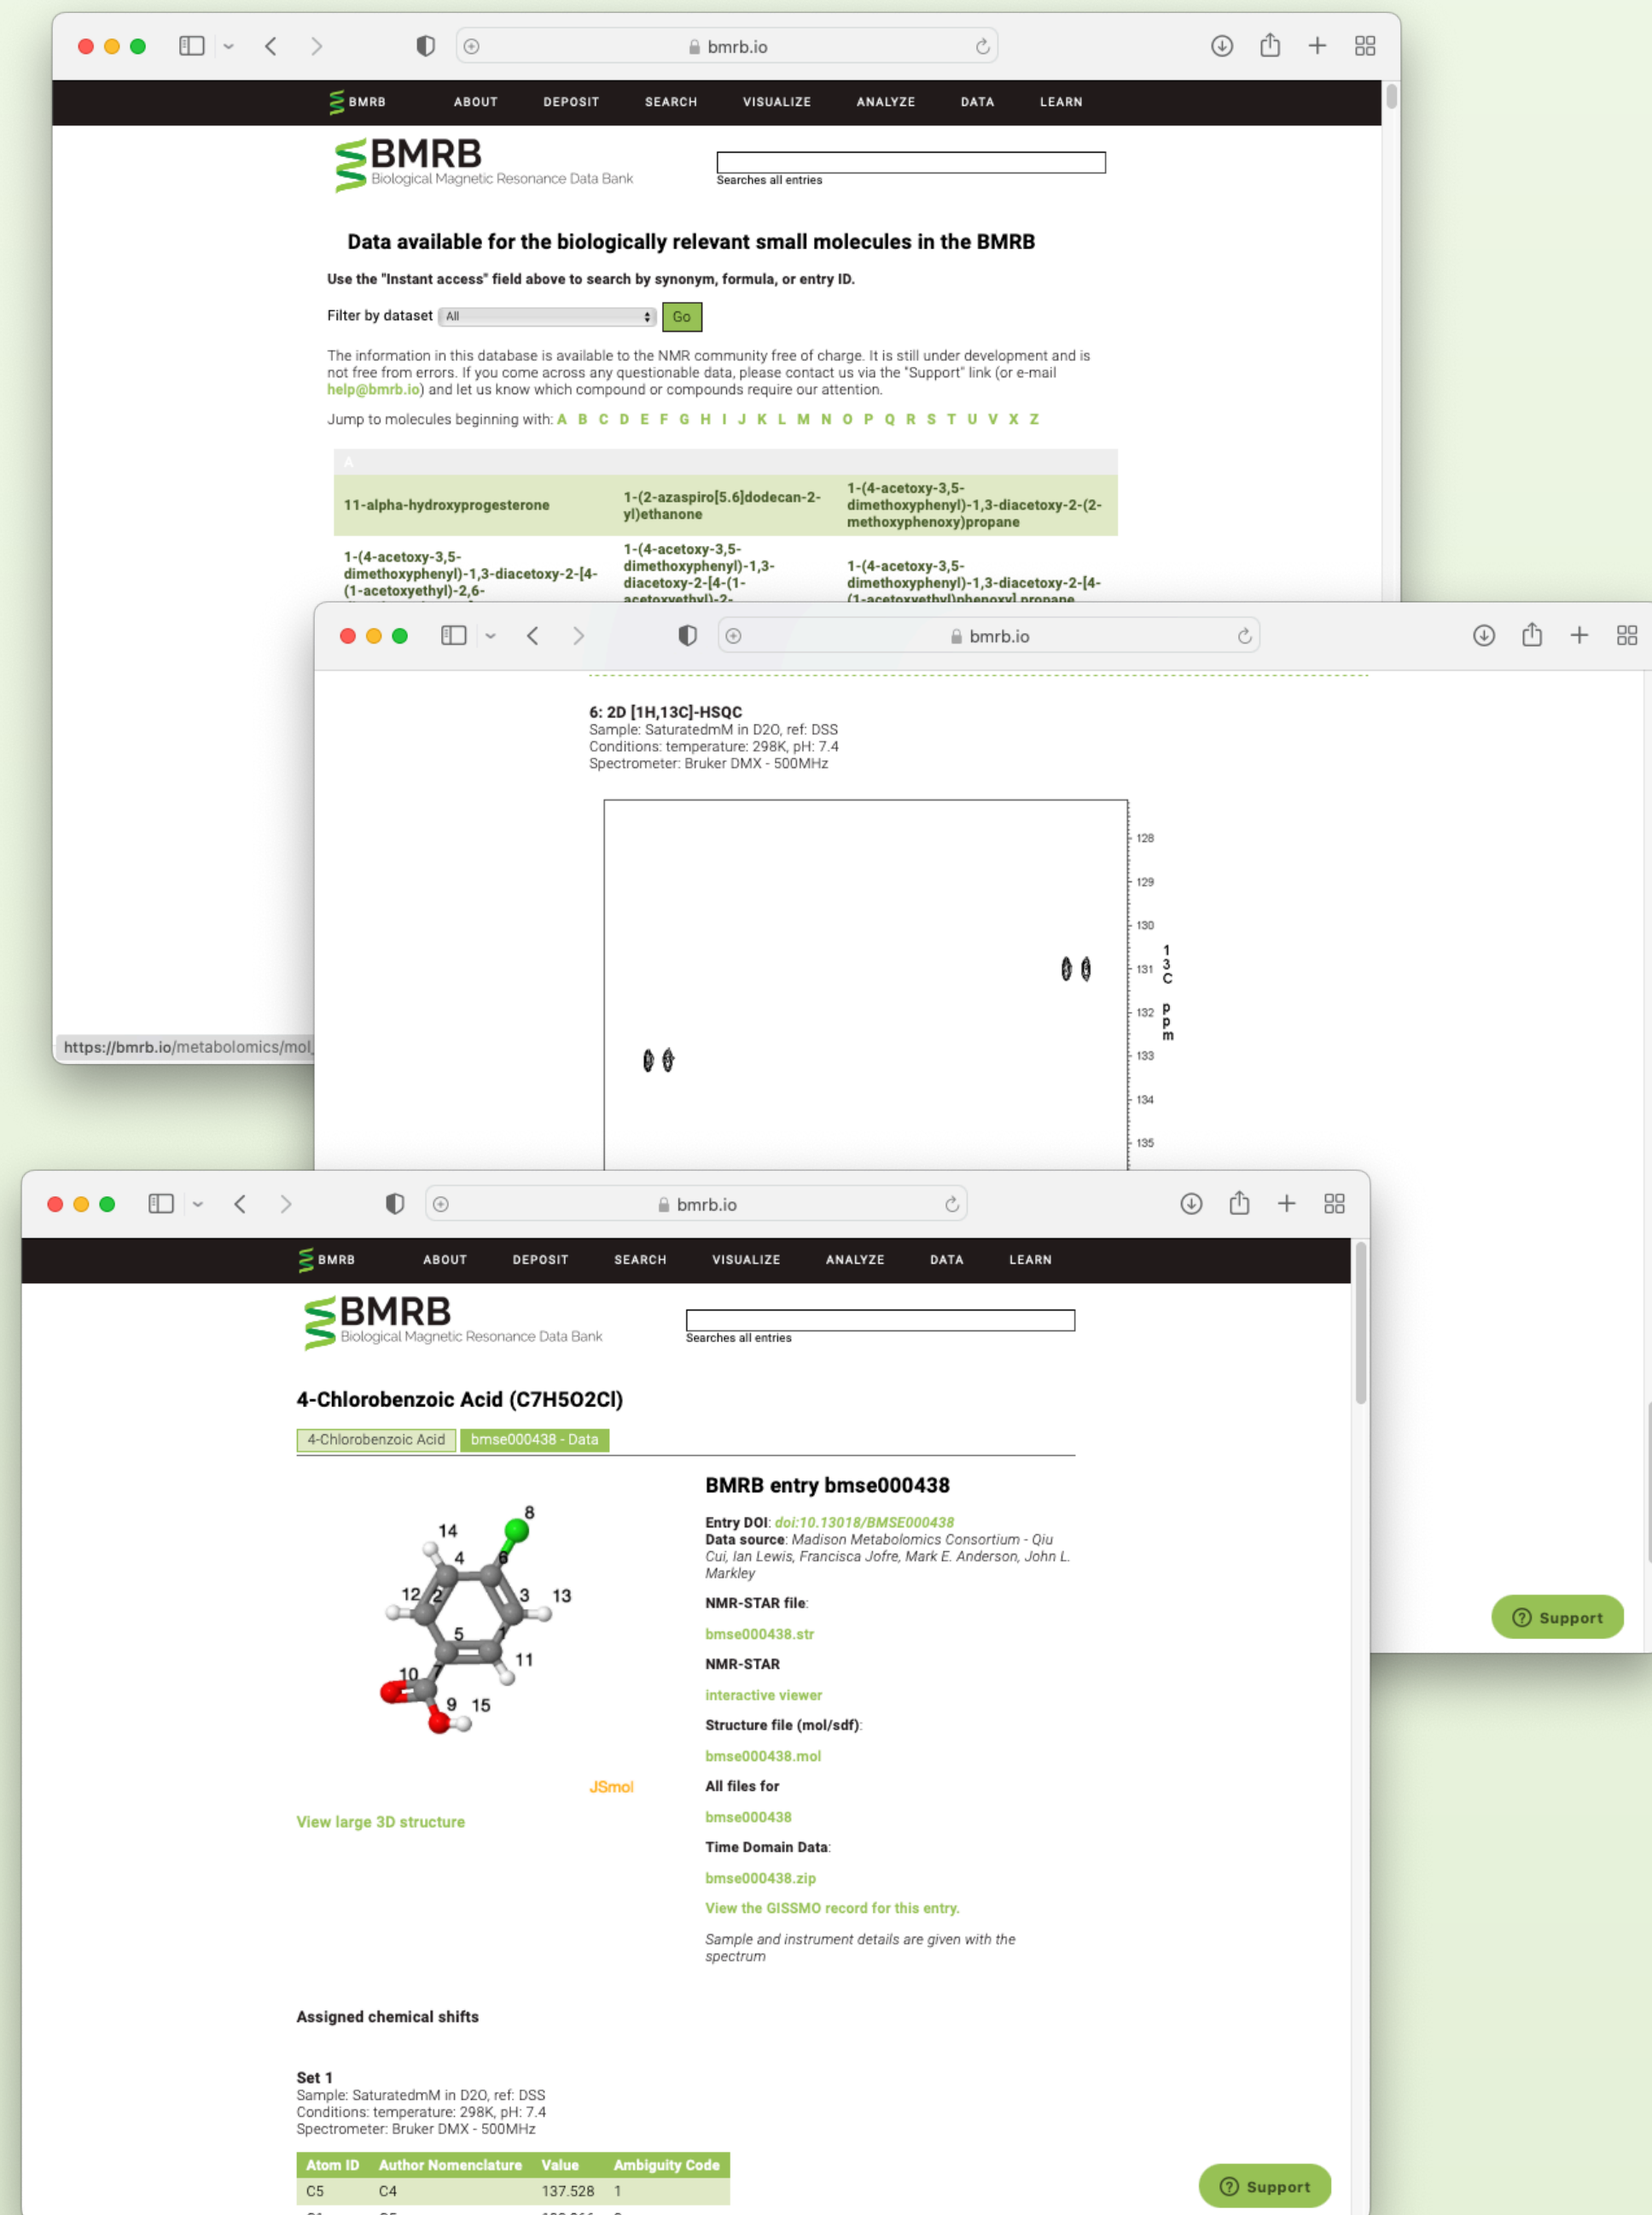 bmrb.io
BMRB ABOUT DEPOSIT SEARCH VISUALIZE ANALYZE DATA LEARN
BMRB
Biological Magnetic Resonance Data Bank
Searches all entries
Data available for the biologically relevant small molecules in the BMRB
Use the "Instant access" field above to search by synonym, formula, or entry ID.
Filter by dataset All Go
The information in this database is available to the NMR community free of charge. It is still under development and is
not free from errors. If you come across any questionable data, please contact us via the "Support" link (or e-mail
help@bmrb.io) and let us know which compound or compounds require our attention.
Jump to molecules beginning with: A B C D E F G H I J K L M N O P Q R S T U V X Z
A
11-alpha-hydroxyprogesterone
1-(2-azaspiro[5.6]dodecan-2-
yl)ethanone
1-(4-acetoxy-3,5-
dimethoxyphenyl)-1,3-diacetoxy-2-(2-
methoxyphenoxy)propane
1-(4-acetoxy-3,5-
dimethoxyphenyl)-1,3-diacetoxy-2-[4-
(1-acetoxyethyl)-2,6-
1-(4-acetoxy-3,5-
dimethoxyphenyl)-1,3-
diacetoxy-2-[4-(1-
acetoxyethyl)-2-
1-(4-acetoxy-3,5-
dimethoxyphenyl)-1,3-diacetoxy-2-[4-
(1-acetoxyethyl)phenoxy] propane
https://bmrb.io/metabolomics/mol_
bmrb.io
6: 2D [1H,13C]-HSQC
Sample: SaturatedmM in D2O, ref: DSS
Conditions: temperature: 298K, pH: 7.4
Spectrometer: Bruker DMX - 500MHz
128
129
130
131
132
133
134
135
13C ppm
Support
bmrb.io
BMRB ABOUT DEPOSIT SEARCH VISUALIZE ANALYZE DATA LEARN
BMRB
Biological Magnetic Resonance Data Bank
Searches all entries
4-Chlorobenzoic Acid (C7H5O2Cl)
4-Chlorobenzoic Acid bmse000438 - Data
8
14
4 6
12 2 3 13
5 1
11
10 7
9 15
JSmol
View large 3D structure
BMRB entry bmse000438
Entry DOI: doi:10.13018/BMSE000438
Data source: Madison Metabolomics Consortium - Qiu
Cui, Ian Lewis, Francisca Jofre, Mark E. Anderson, John L.
Markley
NMR-STAR file:
bmse000438.str
NMR-STAR
interactive viewer
Structure file (mol/sdf):
bmse000438.mol
All files for
bmse000438
Time Domain Data:
bmse000438.zip
View the GISSMO record for this entry.
Sample and instrument details are given with the
spectrum
Assigned chemical shifts
Set 1
Sample: SaturatedmM in D2O, ref: DSS
Conditions: temperature: 298K, pH: 7.4
Spectrometer: Bruker DMX - 500MHz
Atom ID Author Nomenclature Value Ambiguity Code
C5 C4 137.528 1
Support